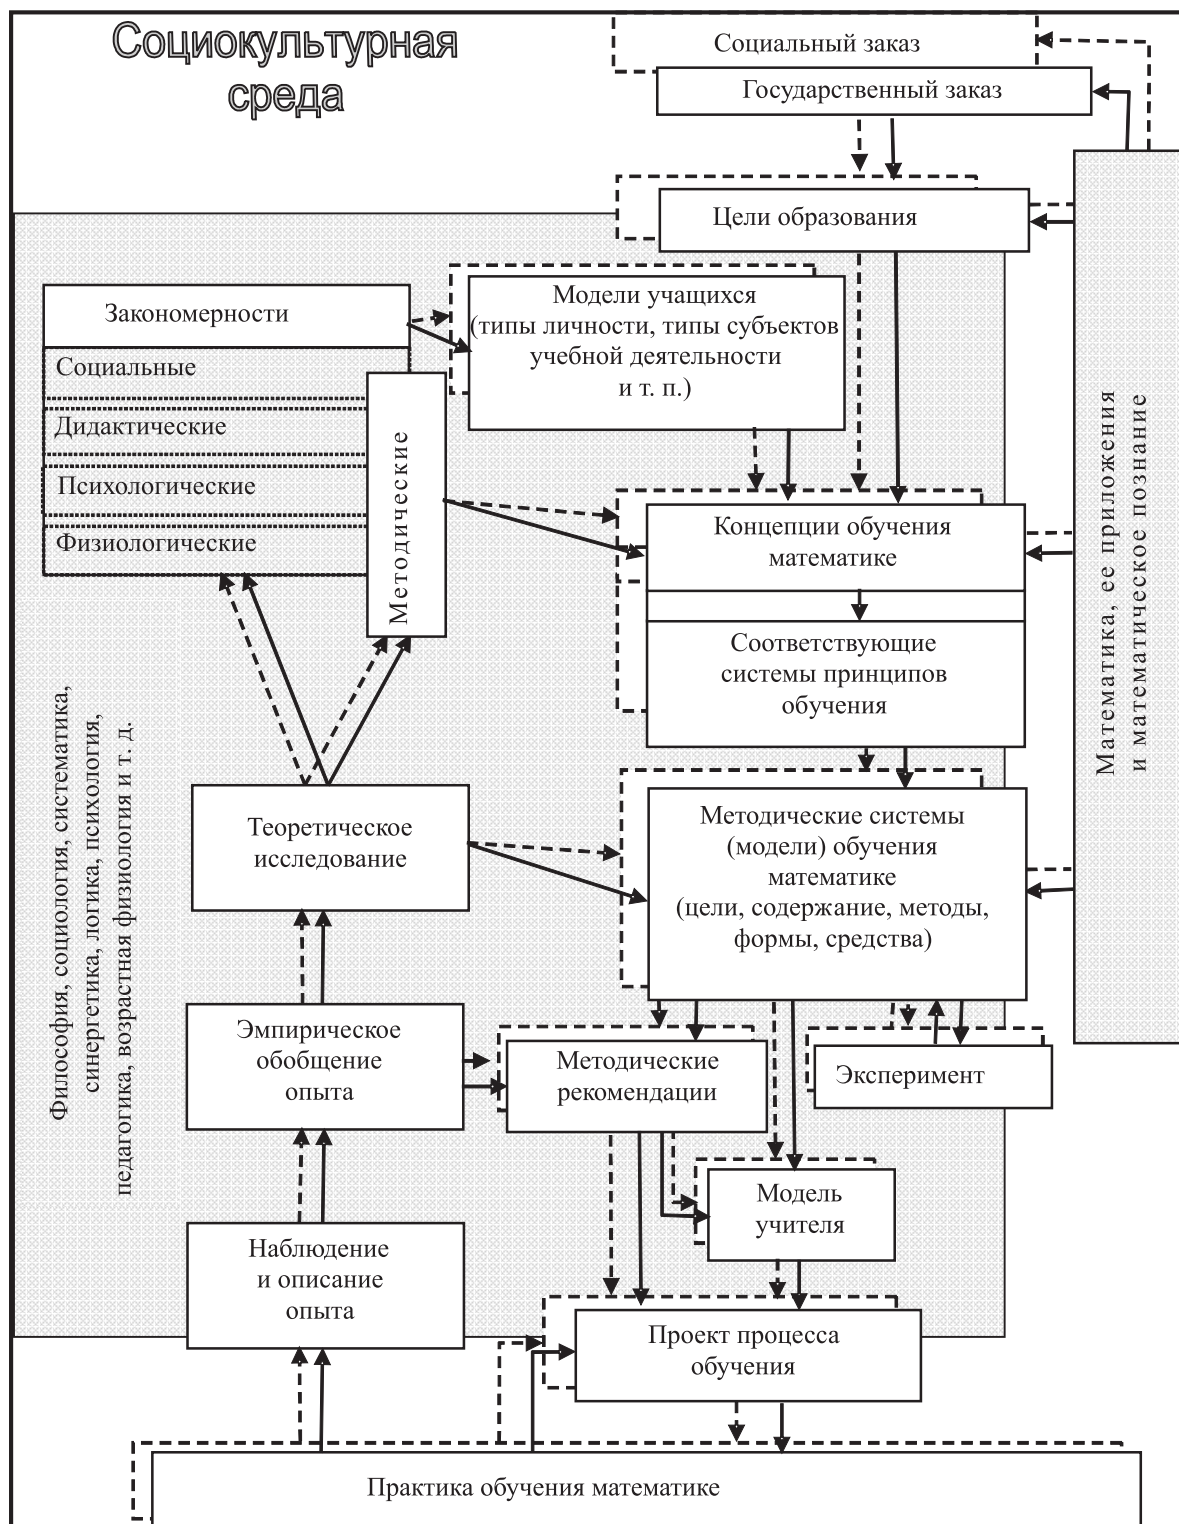 Социокультурная
среда
Социальный заказ
Государственный заказ
Цели образования
Закономерности
Социальные
Дидактические
Психологические
Физиологические
Методические
Модели учащихся
(типы личности, типы субъектов
учебной деятельности
и т. п.)
Концепции обучения
математике
Соответствующие
системы принципов
обучения
Математика, ее приложения
и математическое познание
Философия, социология, систематика,
синергетика, логика, психология,
педагогика, возрастная физиология и т. д.
Теоретическое
исследование
Методические системы
(модели) обучения
математике
(цели, содержание, методы,
формы, средства)
Эмпирическое
обобщение
опыта
Методические
рекомендации
Эксперимент
Модель
учителя
Наблюдение
и описание
опыта
Проект процесса
обучения
Практика обучения математике